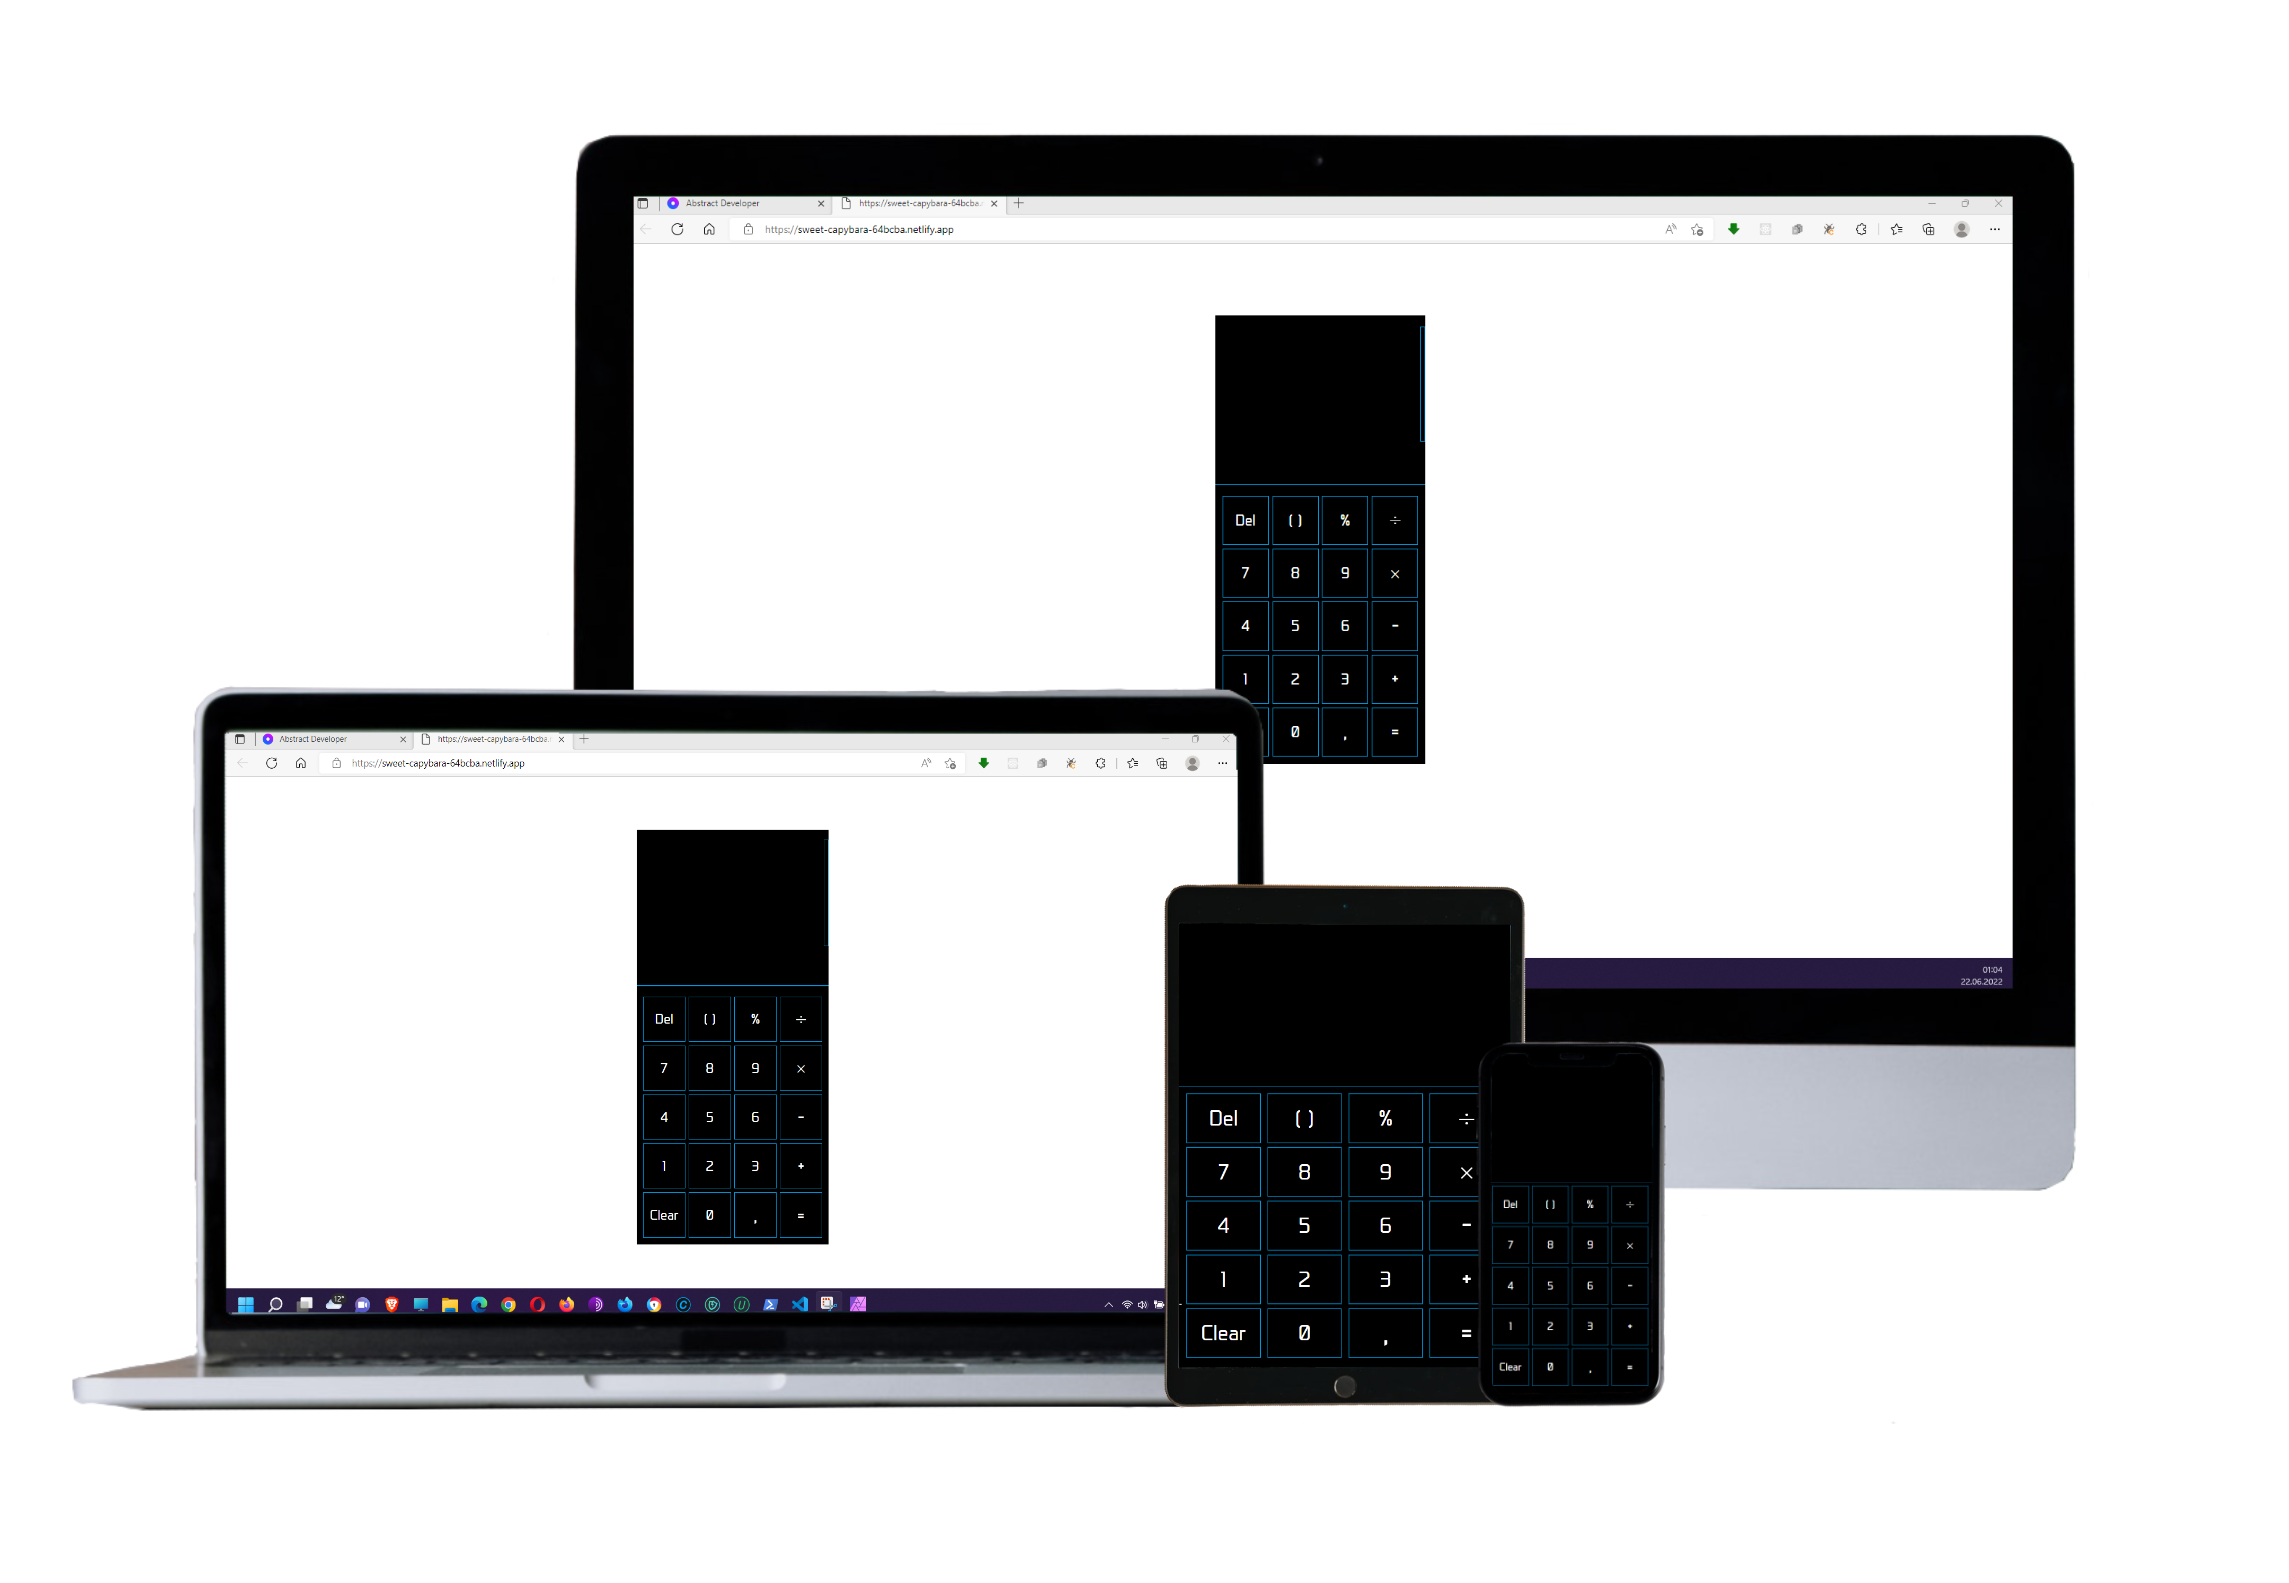 Abstract Developer
https://sweet-capybara-64bcba.
https://sweet-capybara-64bcba.netlify.app
Del ( ) % ÷
7 8 9 ×
4 5 6 -
1 2 3 +
0 , =
01:04
22.06.2022
Abstract Developer
https://sweet-capybara-64bcba.
https://sweet-capybara-64bcba.netlify.app
Del ( ) % ÷
7 8 9 ×
4 5 6 -
1 2 3 +
Clear 0 , =
12°
Del ( ) % ÷
7 8 9 ×
4 5 6 -
1 2 3 +
Clear 0 , =
Del ( ) % ÷
7 8 9 ×
4 5 6 -
1 2 3 +
Clear 0 , =